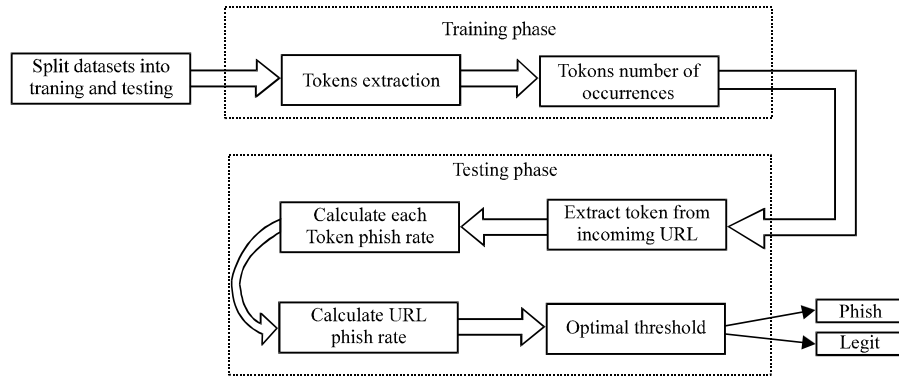 Training phase
Split datasets into
traning and testing
Tokens extraction
Tokons number of
occurrences
Testing phase
Calculate each
Token phish rate
Extract token from
incomimg URL
Calculate URL
phish rate
Optimal threshold
Phish
Legit